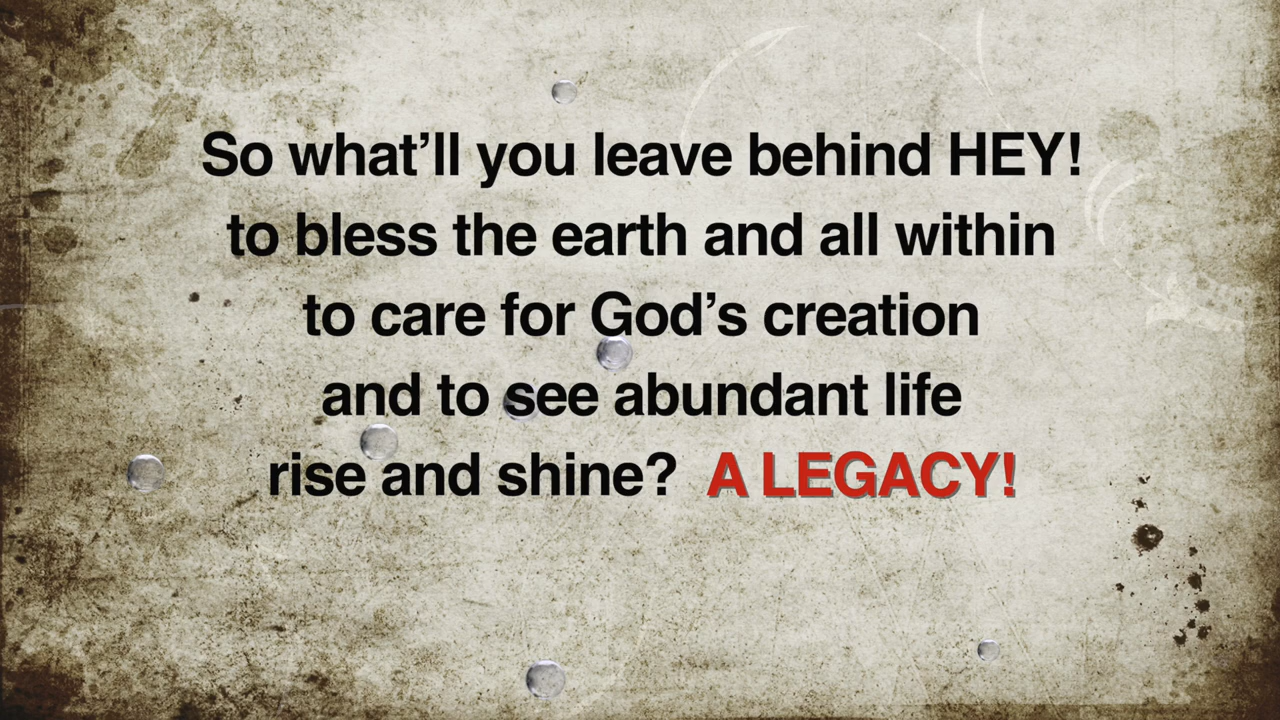 So what’ll you leave behind HEY!
to bless the earth and all within
to care for God’s creation
and to see abundant life
rise and shine? A LEGACY!